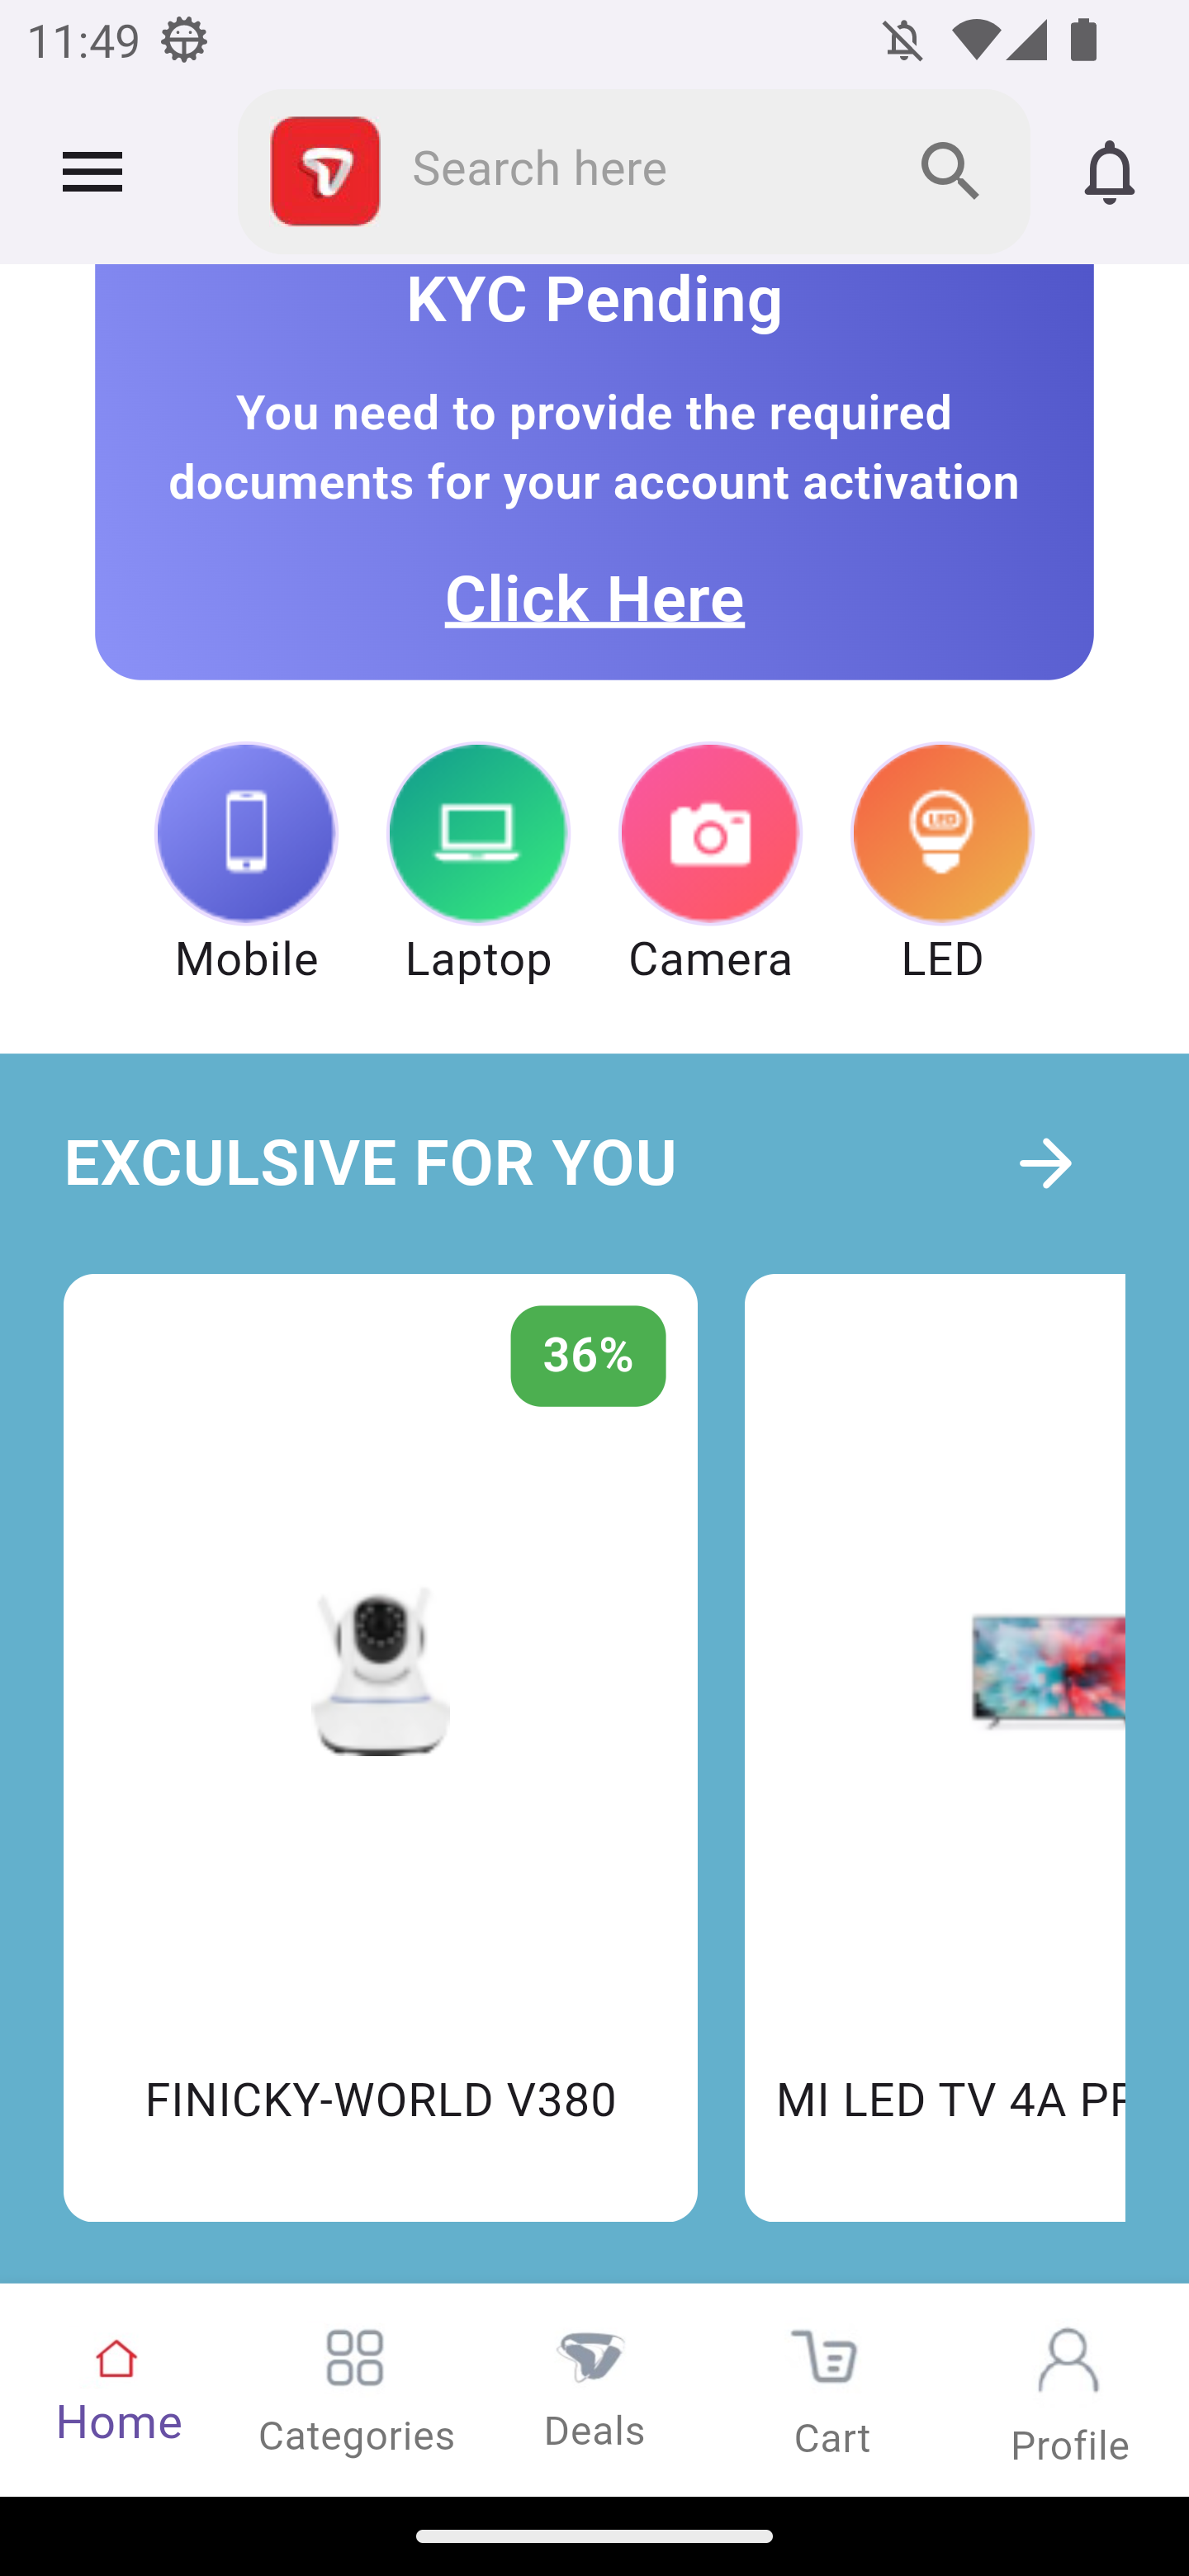 11:49
Search here
KYC Pending
You need to provide the required
documents for your account activation
Click Here
Mobile
Laptop
Camera
LED
LED
EXCULSIVE FOR YOU
36%
FINICKY-WORLD V380
MI LED TV 4A
Home
Categories
Deals
Cart
Profile